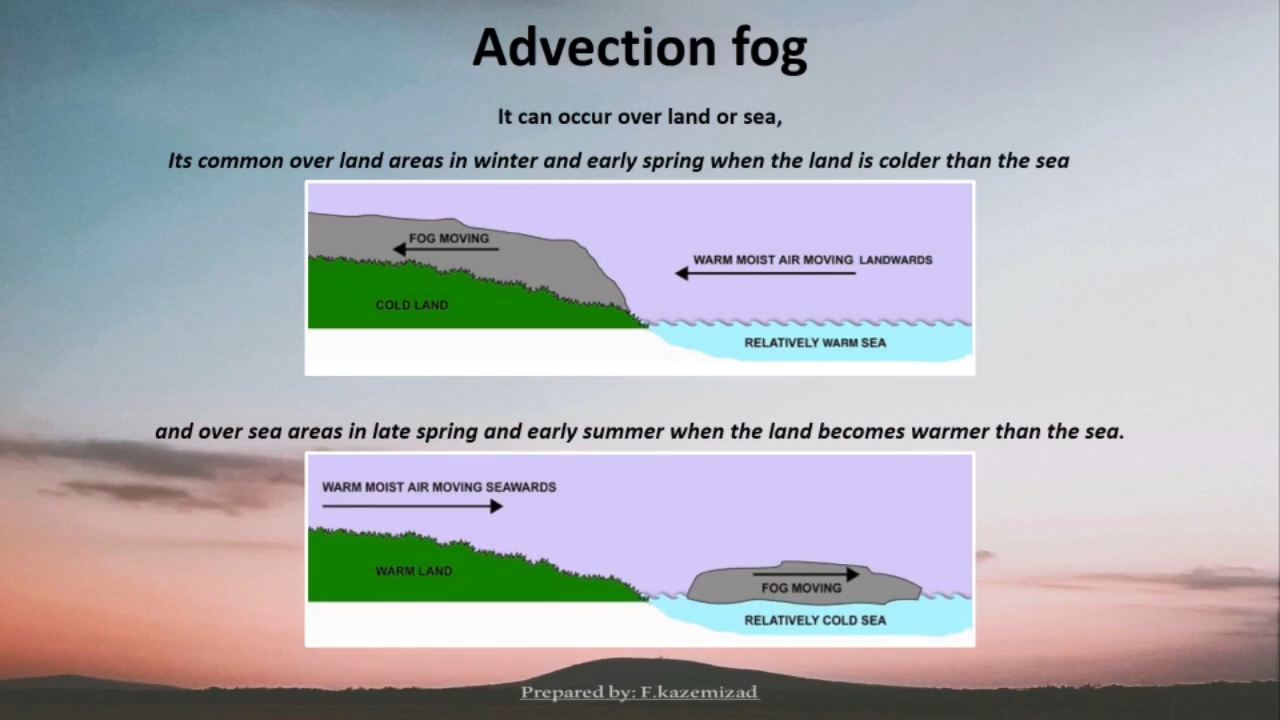 Advection fog
It can occur over land or sea,
Its common over land areas in winter and early spring when the land is colder than the sea
FOG MOVING
WARM MOIST AIR MOVING LANDWARDS
COLD LAND
RELATIVELY WARM SEA
and over sea areas in late spring and early summer when the land becomes warmer than the sea.
WARM MOIST AIR MOVING SEAWARDS
WARM LAND
FOG MOVING
RELATIVELY COLD SEA
Prepared by: F.kazemizad